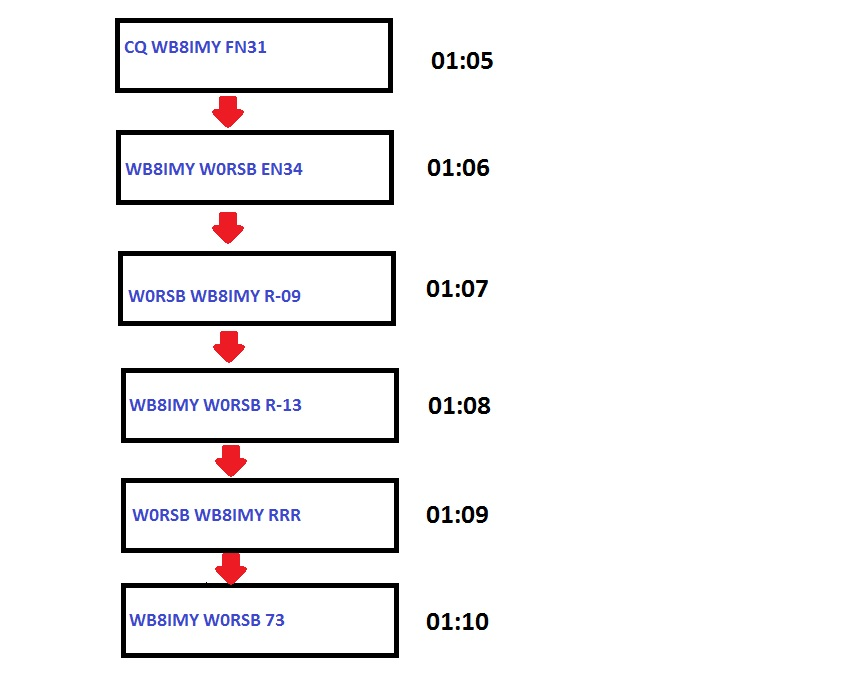 CQ WB8IMY FN31
01:05
WB8IMY W0RSB EN34
01:06
W0RSB WB8IMY R-09
01:07
WB8IMY W0RSB R-13
01:08
W0RSB WB8IMY RRR
01:09
WB8IMY W0RSB 73
01:10